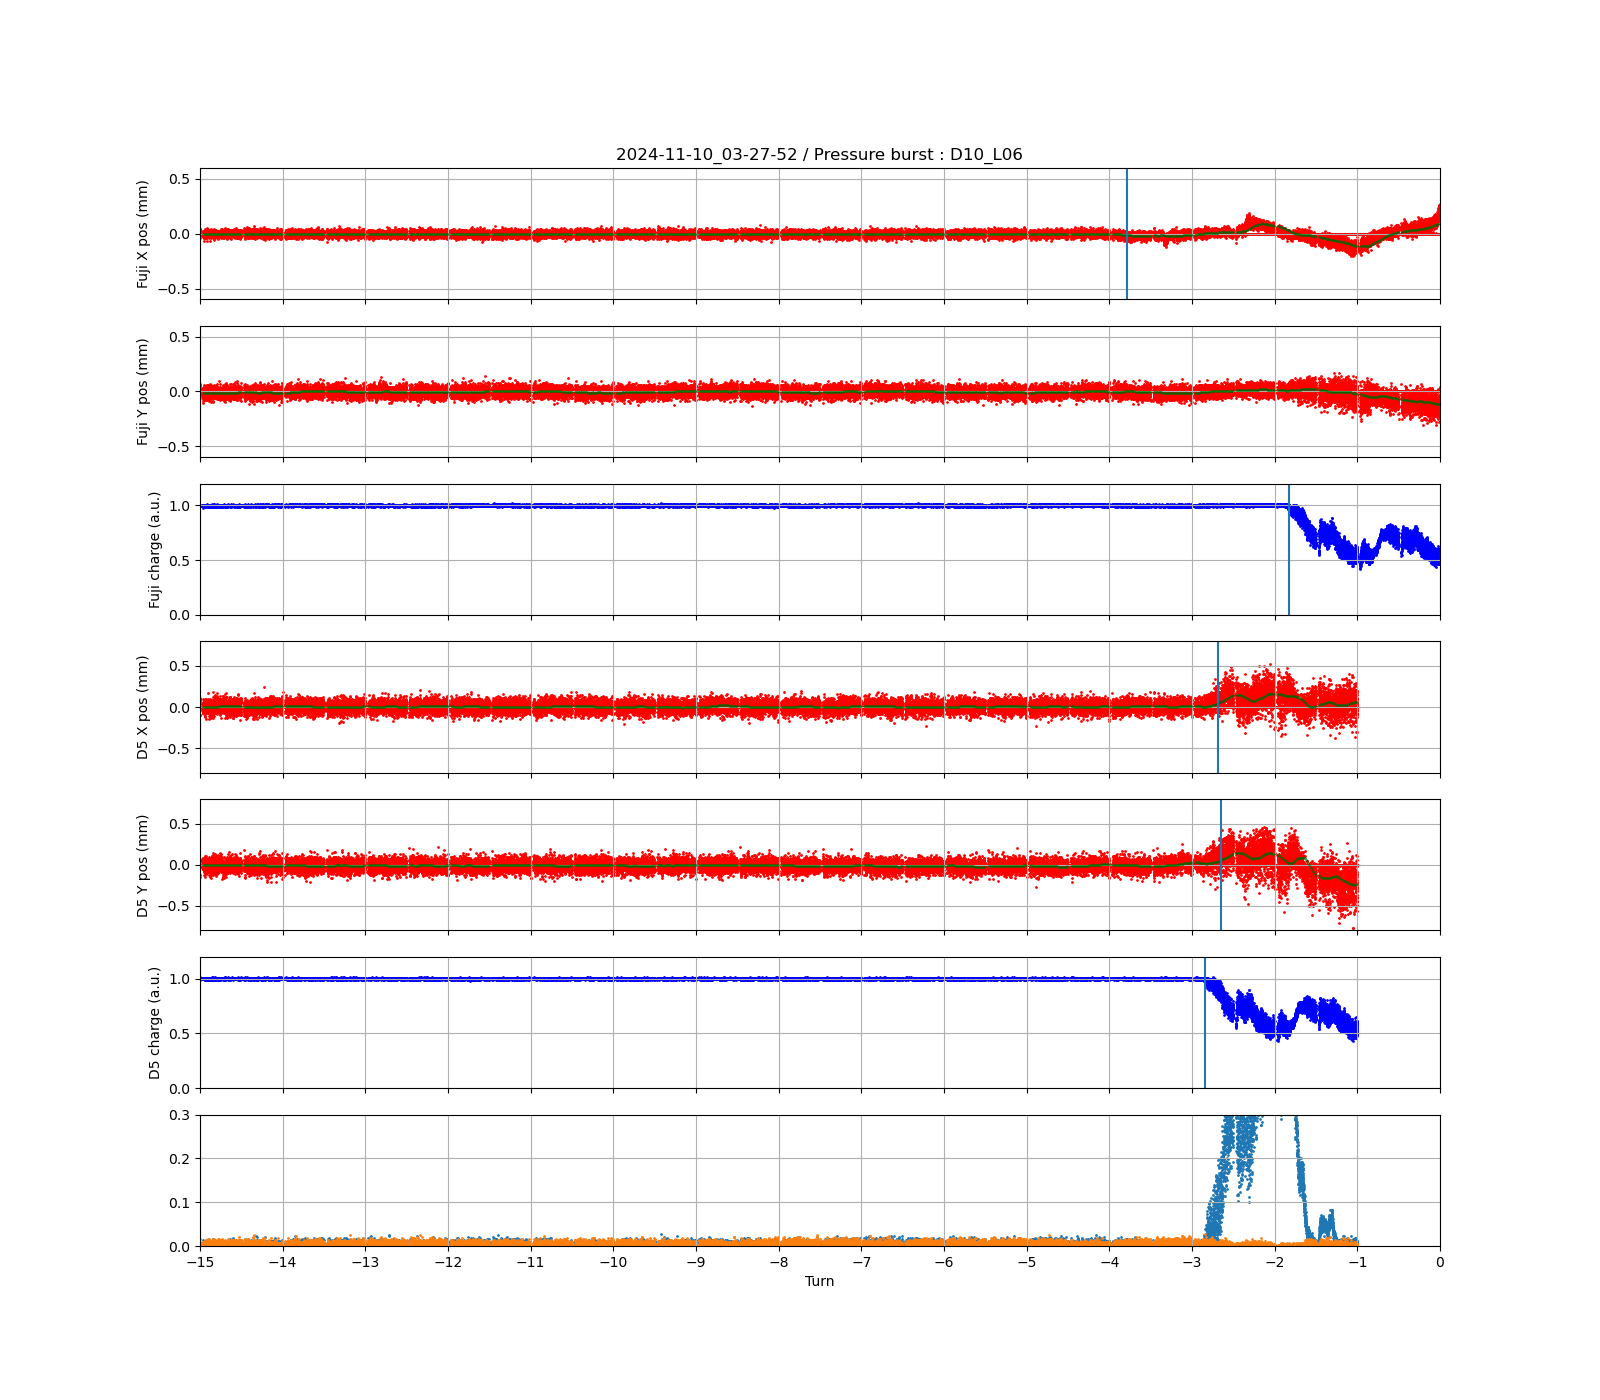 2024-11-10_03-27-52 / Pressure burst : D10_L06
Fuji X pos (mm)
0.5
0.0
−0.5
Fuji Y pos (mm)
0.5
0.0
−0.5
Fuji charge (a.u.)
1.0
0.5
0.0
D5 X pos (mm)
0.5
0.0
−0.5
D5 Y pos (mm)
0.5
0.0
−0.5
D5 charge (a.u.)
1.0
0.5
0.0
0.3
0.2
0.1
0.0
−15 −14 −13 −12 −11 −10 −9 −8 −7 −6 −5 −4 −3 −2 −1 0
Turn